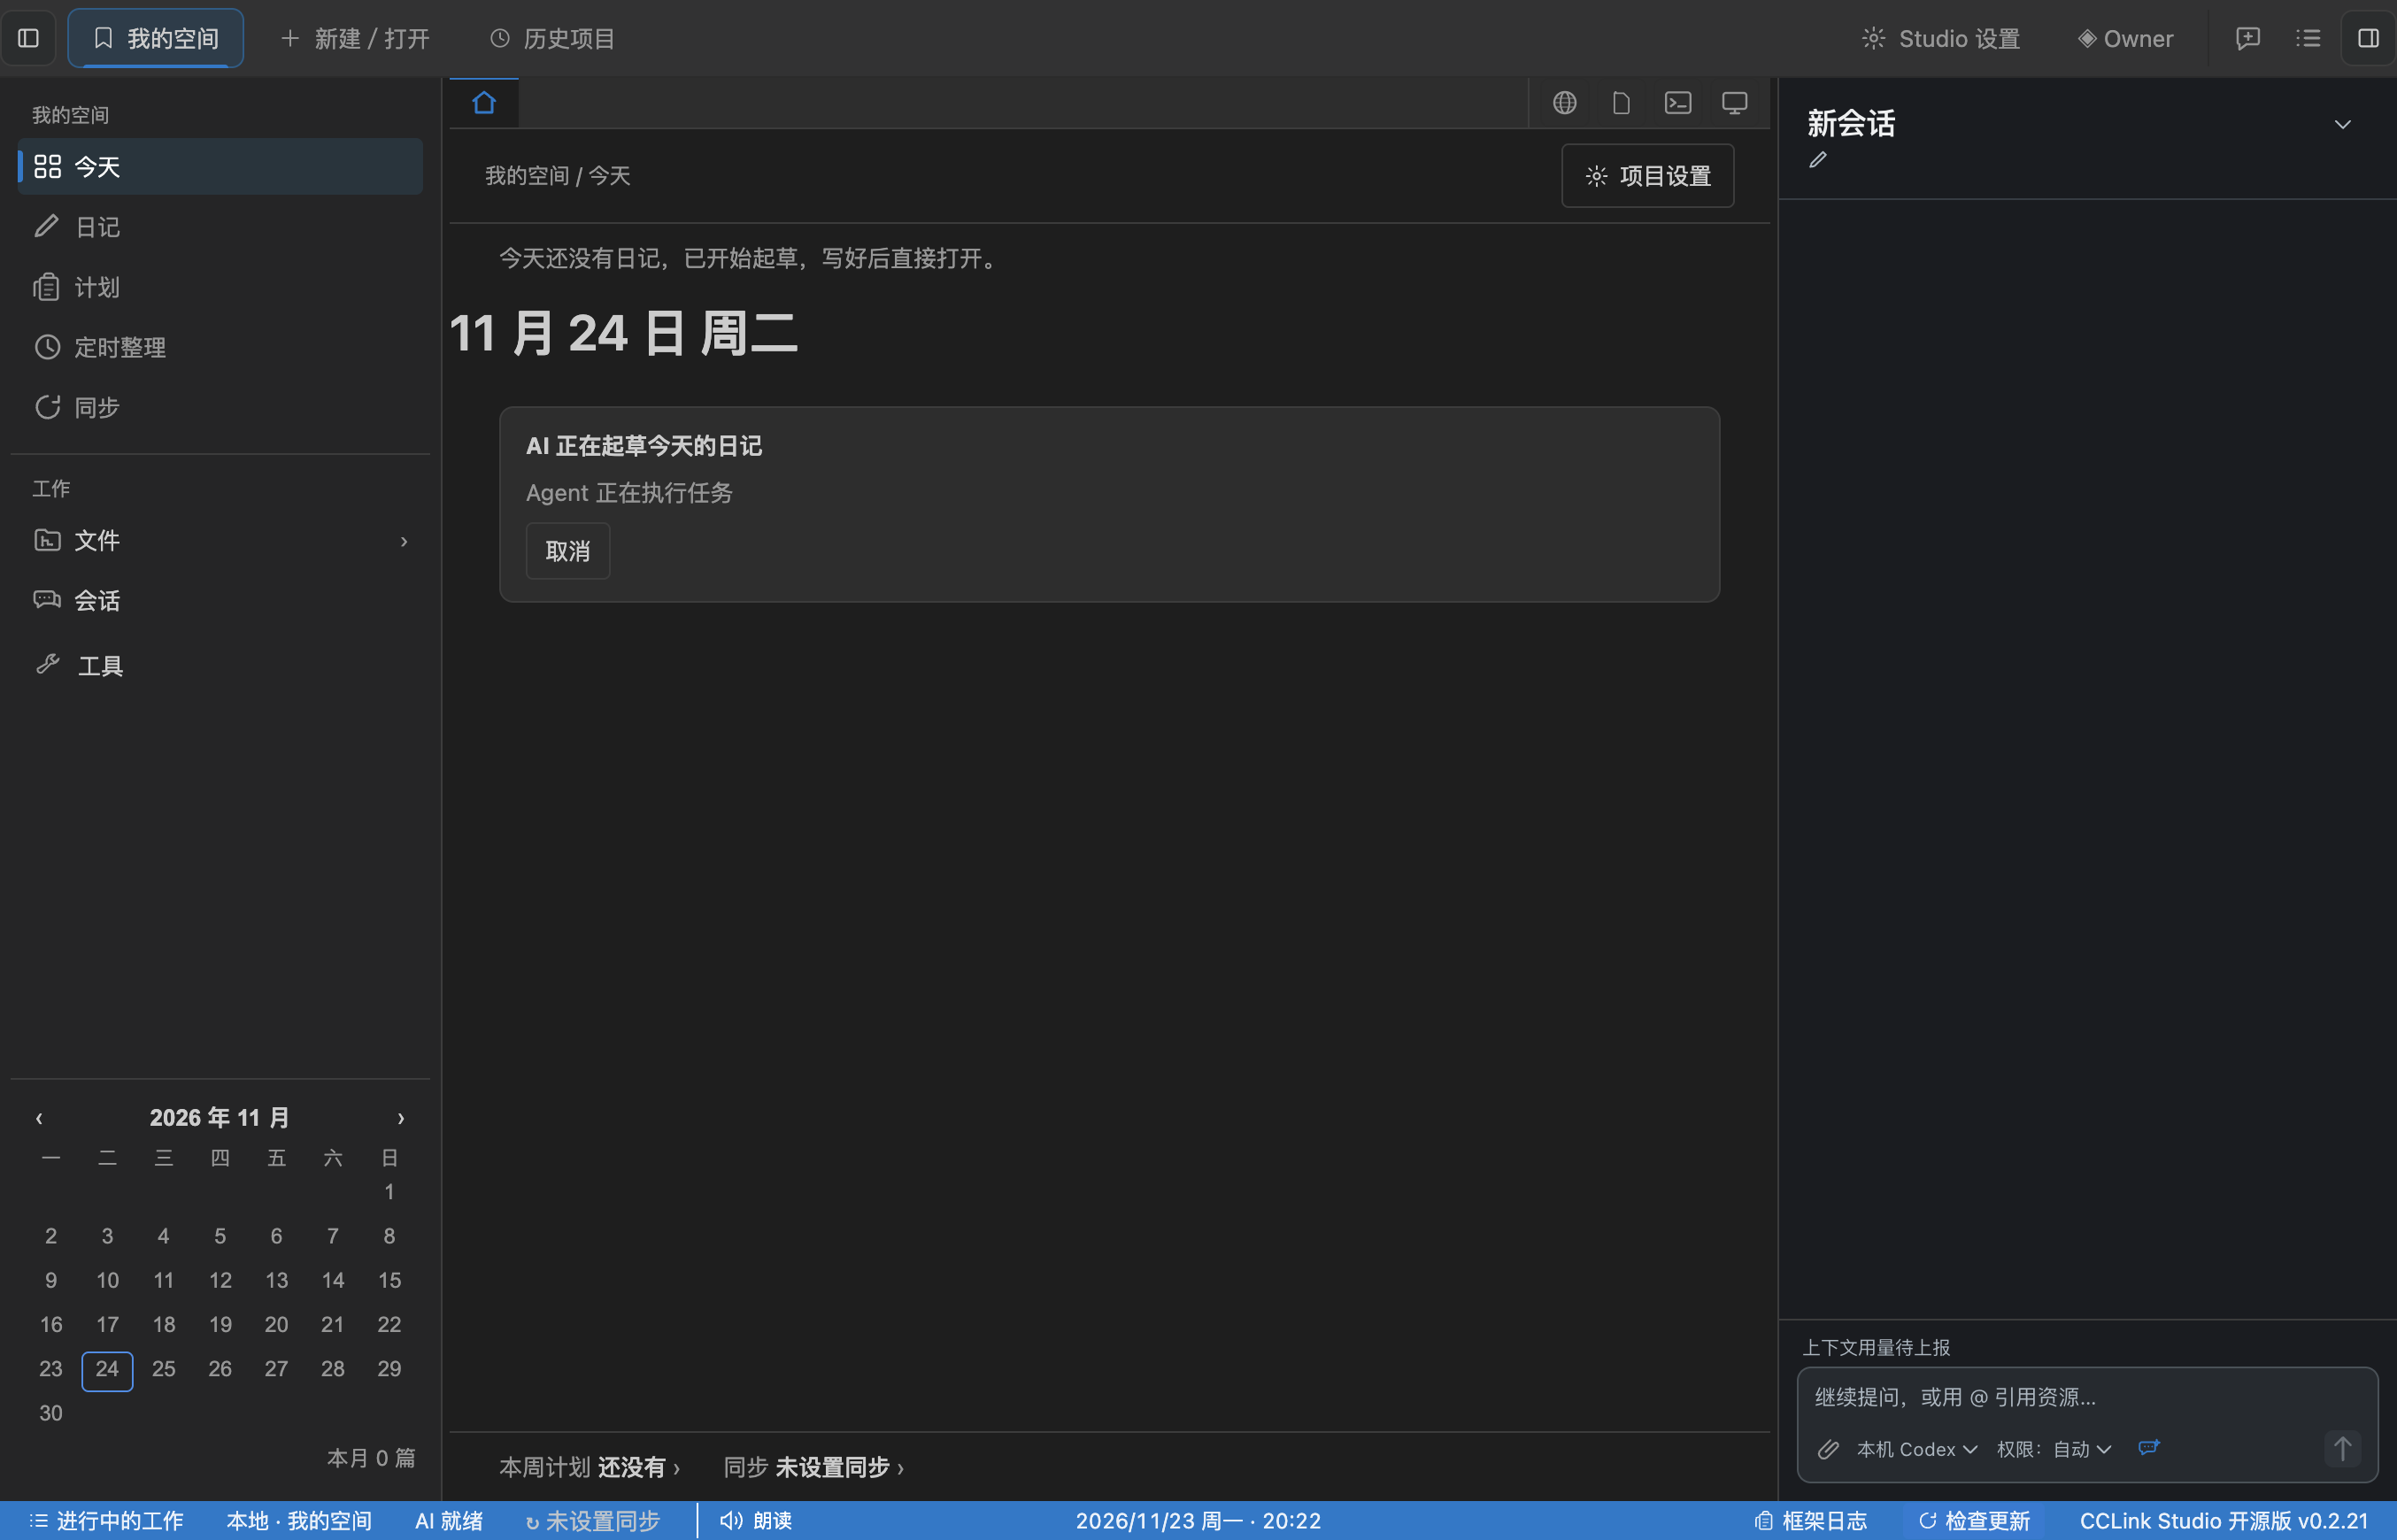 我的空间 新建 / 打开 历史项目 Studio 设置 Owner
我的空间
今天
日记
计划
定时整理
同步
工作
文件
会话
工具
2026 年 11 月
一 二 三 四 五 六 日
1
2 3 4 5 6 7 8
9 10 11 12 13 14 15
16 17 18 19 20 21 22
23 24 25 26 27 28 29
30
本月 0 篇
我的空间 / 今天
项目设置
今天还没有日记，已开始起草，写好后直接打开。
11 月 24 日 周二
AI 正在起草今天的日记
Agent 正在执行任务
取消
本周计划 还没有 › 同步 未设置同步 ›
新会话
上下文用量待上报
继续提问，或用 @ 引用资源...
本机 Codex 权限：自动
进行中的工作 本地 · 我的空间 AI 就绪 ↻ 未设置同步 朗读 2026/11/23 周一 · 20:22 框架日志 检查更新 CCLink Studio 开源版 v0.2.21